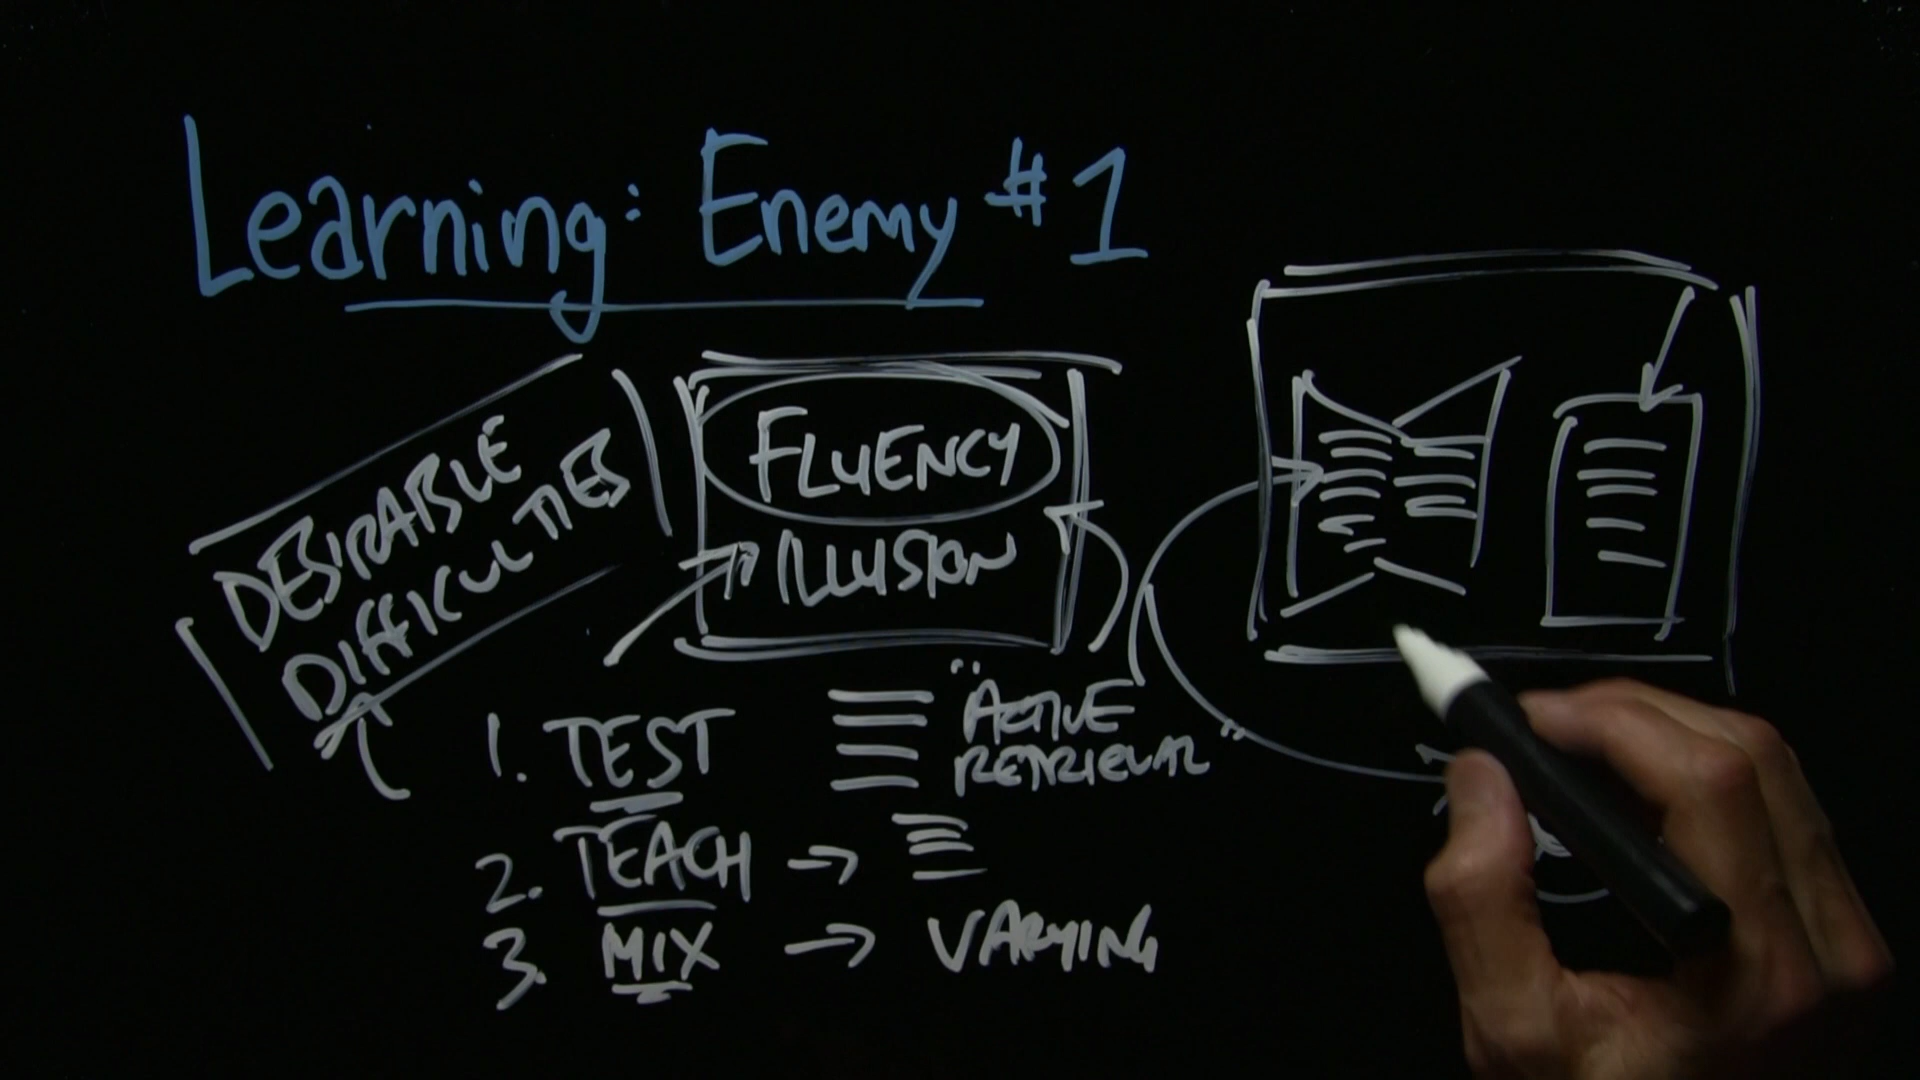 Learning: Enemy #1
DESIRABLE
DIFFICULTIES
FLUENCY
ILLUSION
1. TEST
"ACTIVE
RETRIEVAL"
2. TEACH →
3. MIX → VARYING